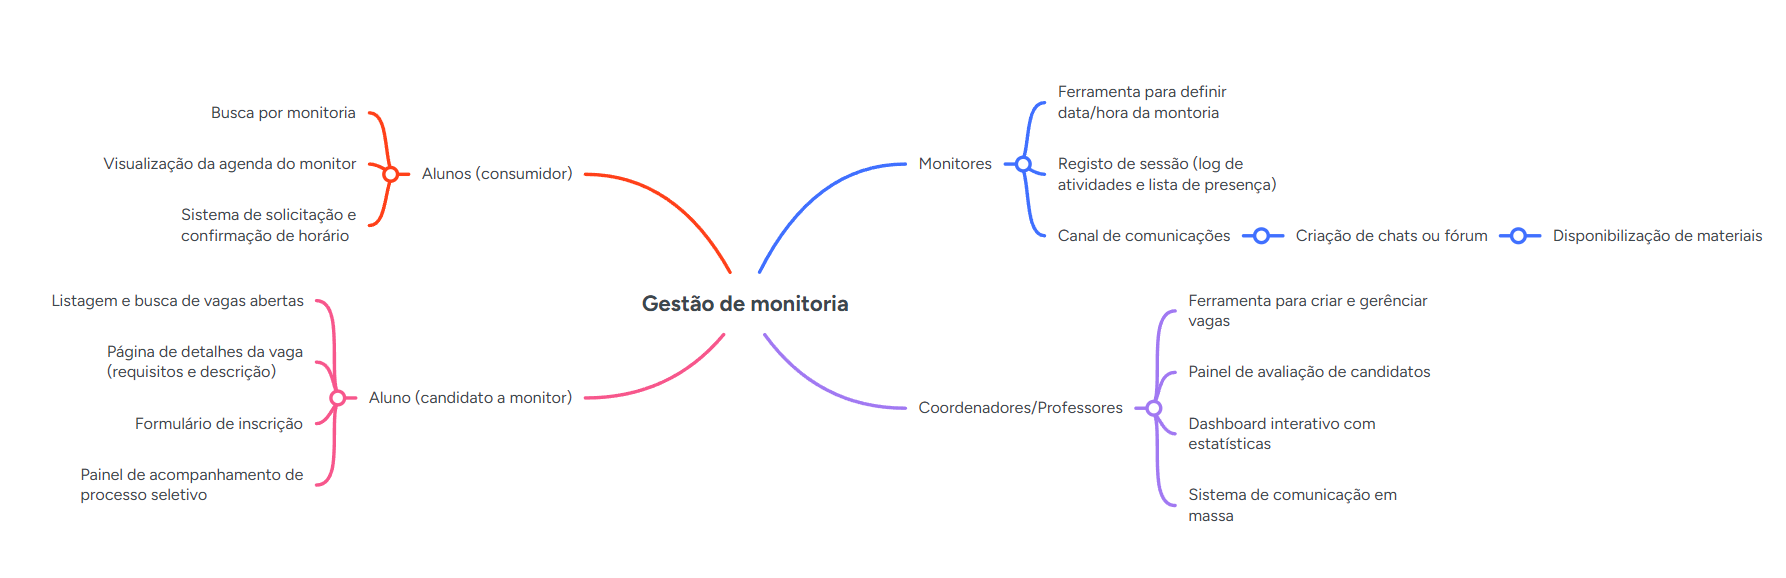 Busca por monitoria
Visualização da agenda do monitor
Sistema de solicitação e
confirmação de horário
Alunos (consumidor)
Listagem e busca de vagas abertas
Página de detalhes da vaga
(requisitos e descrição)
Formulário de inscrição
Painel de acompanhamento de
processo seletivo
Aluno (candidato a monitor)
Gestão de monitoria
Monitores
Ferramenta para definir
data/hora da montoria
Registo de sessão (log de
atividades e lista de presença)
Canal de comunicações
Criação de chats ou fórum
Disponibilização de materiais
Coordenadores/Professores
Ferramenta para criar e gerênciar
vagas
Painel de avaliação de candidatos
Dashboard interativo com
estatísticas
Sistema de comunicação em
massa